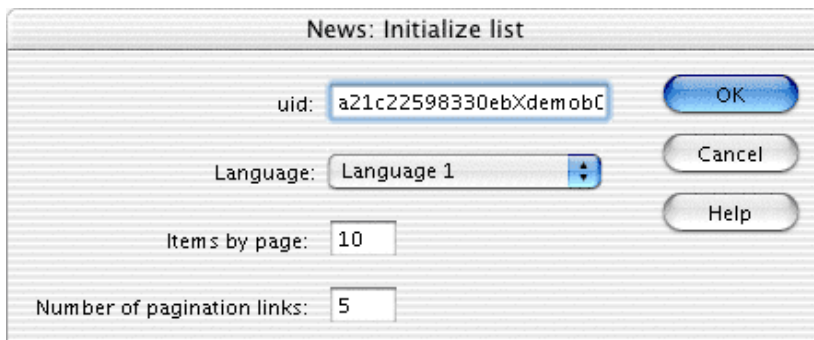 News: Initialize list
uid: a21c22598330ebXdemob0 OK
Language: Language 1 Cancel
Items by page: 10 Help
Number of pagination links: 5